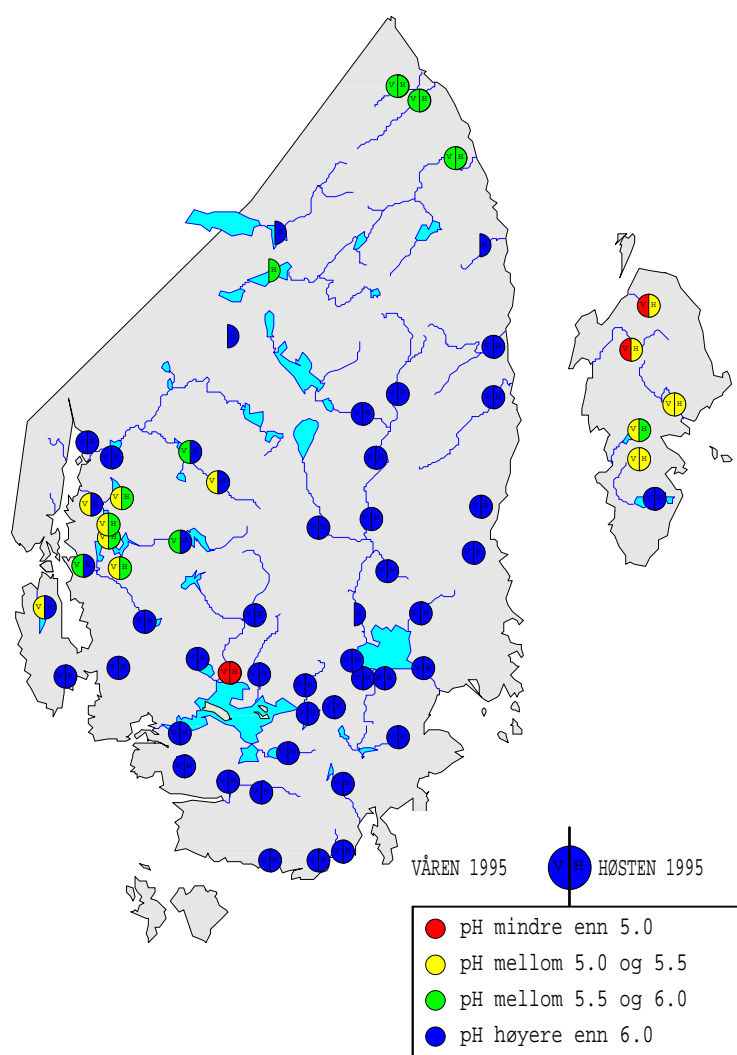 VÅREN 1995 V H HØSTEN 1995
pH mindre enn 5.0
pH mellom 5.0 og 5.5
pH mellom 5.5 og 6.0
pH høyere enn 6.0